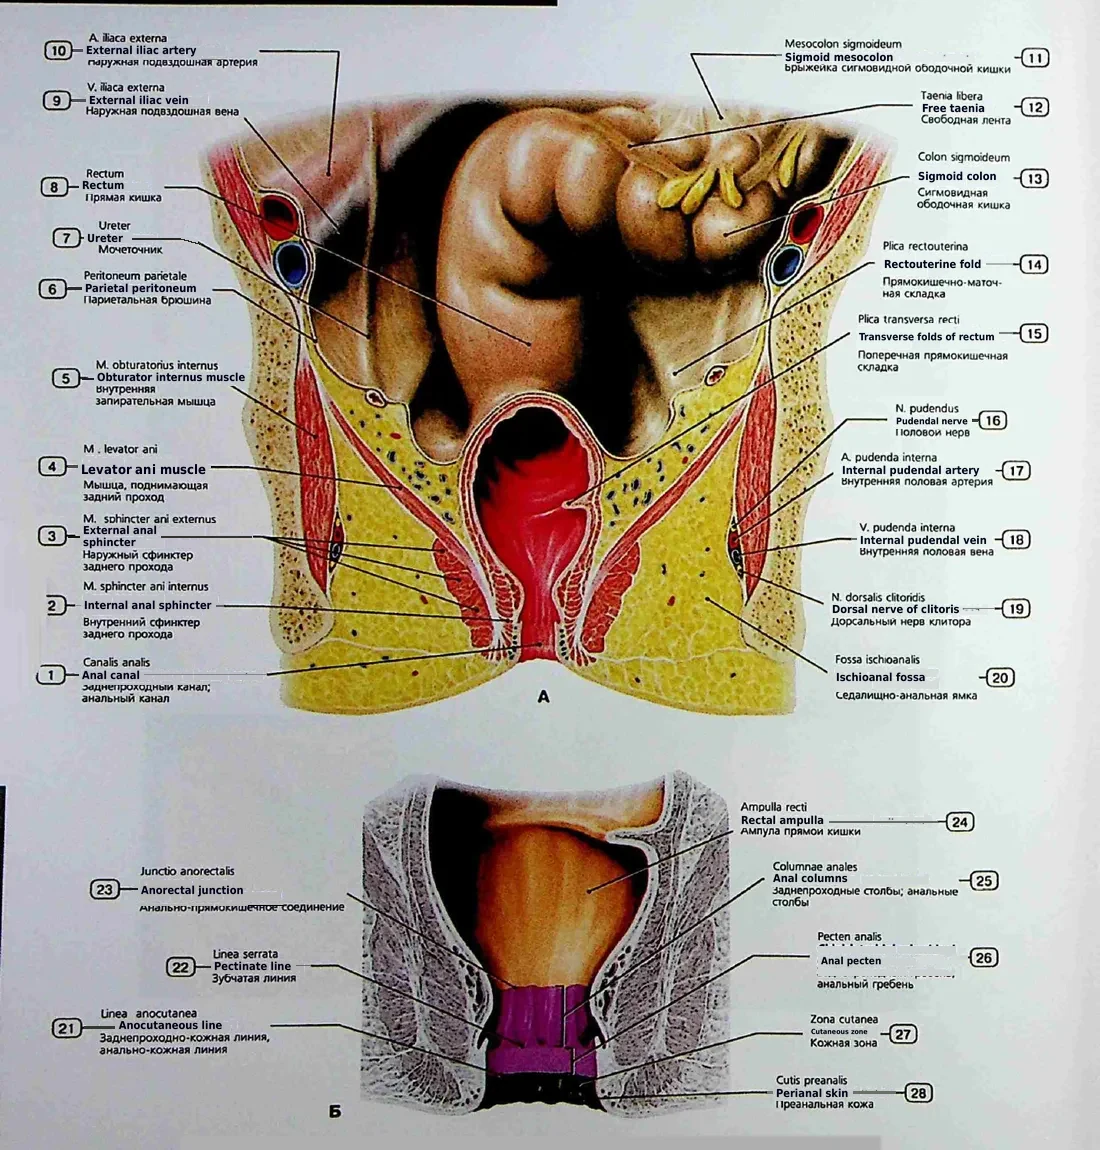 10
A. iliaca externa
External iliac artery
Наружная подвздошная артерия
9
V. iliaca externa
External iliac vein
Наружная подвздошная вена
8
Rectum
Rectum
Прямая кишка
7
Ureter
Ureter
Мочеточник
6
Peritoneum parietale
Parietal peritoneum
Париетальная брюшина
5
M. obturatorius internus
Obturator internus muscle
Внутренняя
запирательная мышца
4
M . levator ani
Levator ani muscle
Мышца, поднимающая
задний проход
3
M. sphincter ani externus
External anal
sphincter
Наружный сфинктер
заднего прохода
2
M. sphincter ani internus
Internal anal sphincter
Внутренний сфинктер
заднего прохода
1
Canalis analis
Anal canal
Заднепроходный канал;
анальный канал
Mesocolon sigmoideum
Sigmoid mesocolon
Брыжейка сигмовидной ободочной кишки
11
Taenia libera
Free taenia
Свободная лента
12
Colon sigmoideum
Sigmoid colon
Сигмовидная
ободочная кишка
13
Plica rectouterina
Rectouterine fold
Прямокишечно-маточ-
ная складка
14
Plica transversa recti
Transverse folds of rectum
Поперечная прямокишечная
складка
15
N. pudendus
Pudendal nerve
Половой нерв
16
A. pudenda interna
Internal pudendal artery
Внутренняя половая артерия
17
V. pudenda interna
Internal pudendal vein
Внутренняя половая вена
18
N. dorsalis clitoridis
Dorsal nerve of clitoris
Дорсальный нерв клитора
19
Fossa ischioanalis
Ischioanal fossa
Седалищно-анальная ямка
20
А
23
Junctio anorectalis
Anorectal junction
Анально-прямокишечное соединение
22
Linea serrata
Pectinate line
Зубчатая линия
21
Linea anocutanea
Anocutaneous line
Заднепроходно-кожная линия,
анально-кожная линия
Ampulla recti
Rectal ampulla
Ампула прямой кишки
24
Columnae anales
Anal columns
Заднепроходные столбы; анальные
столбы
25
Pecten analis
Anal pecten
анальный гребень
26
Zona cutanea
Cutaneous zone
Кожная зона
27
Cutis preanalis
Perianal skin
Преанальная кожа
28
Б